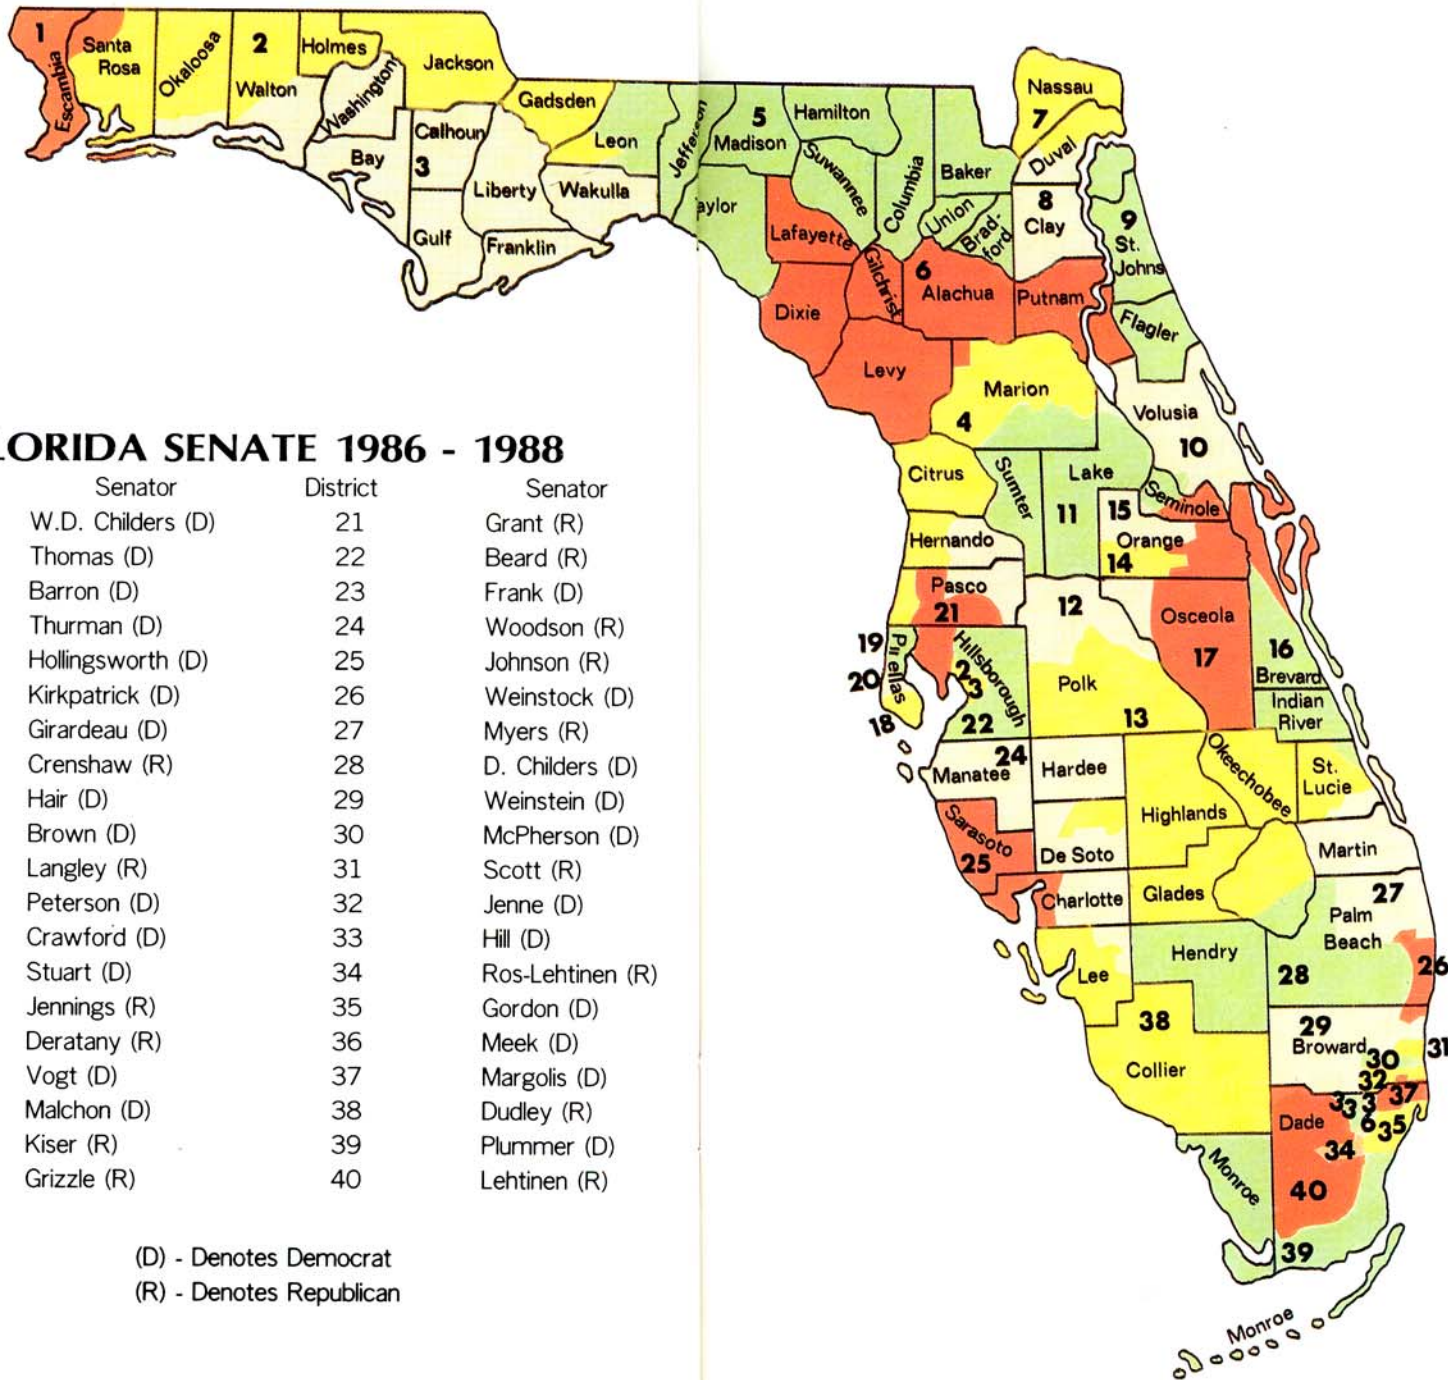 LORIDA SENATE 1986 - 1988
Senator District Senator
W.D. Childers (D) 21 Grant (R)
Thomas (D) 22 Beard (R)
Barron (D) 23 Frank (D)
Thurman (D) 24 Woodson (R)
Hollingsworth (D) 25 Johnson (R)
Kirkpatrick (D) 26 Weinstock (D)
Girardeau (D) 27 Myers (R)
Crenshaw (R) 28 D. Childers (D)
Hair (D) 29 Weinstein (D)
Brown (D) 30 McPherson (D)
Langley (R) 31 Scott (R)
Peterson (D) 32 Jenne (D)
Crawford (D) 33 Hill (D)
Stuart (D) 34 Ros-Lehtinen (R)
Jennings (R) 35 Gordon (D)
Deratany (R) 36 Meek (D)
Vogt (D) 37 Margolis (D)
Malchon (D) 38 Dudley (R)
Kiser (R) 39 Plummer (D)
Grizzle (R) 40 Lehtinen (R)
(D) - Denotes Democrat
(R) - Denotes Republican
1
Escambia
Santa
Rosa
Okaloosa
2
Walton
Holmes
Washington
Jackson
Bay
Calhoun
3
Gulf
Liberty
Franklin
Gadsden
Leon
Wakulla
Jefferson
5
Madison
aylor
Hamilton
Suwannee
Columbia
Lafayette
Dixie
Gilchrist
Baker
Union
Brad-
ford
Nassau
7
Duval
8
Clay
9
St.
Johns
6
Alachua
Putnam
Flagler
Levy
Marion
4
Volusia
10
Citrus
Sumter
Lake
11
Seminole
15
Orange
14
Hernando
Pasco
21
12
Osceola
17
19
20
18
Pinellas
Hillsborough
23
22
Polk
13
16
Brevard
Indian
River
24
Manatee
Hardee
Highlands
Okeechobee
St.
Lucie
Sarasoto
25
De Soto
Charlotte
Glades
Martin
27
Palm
Beach
28
26
Lee
Hendry
38
Collier
29
Broward
30
31
32
33
36
37
35
Dade
34
40
39
Monroe
Monroe